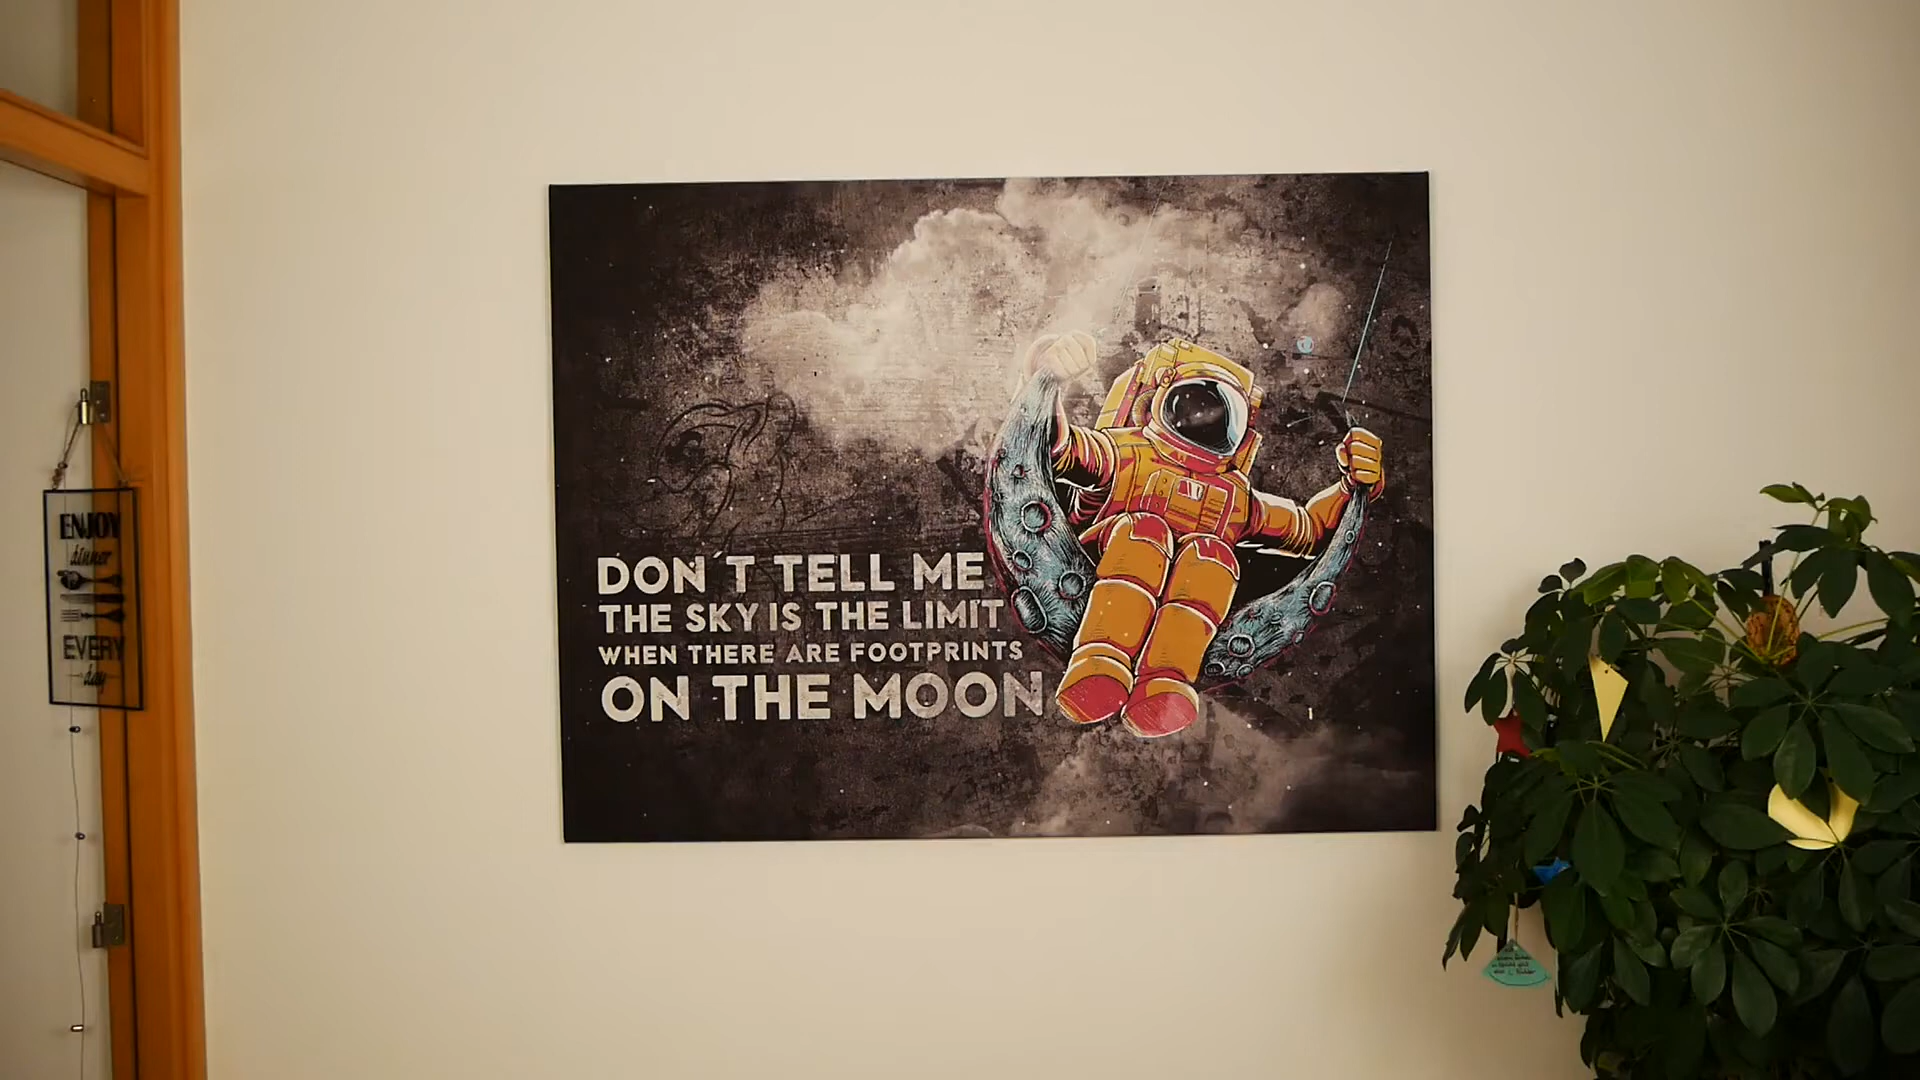 ENJOY
dinner
EVERY
day
DON´T TELL ME
THE SKY IS THE LIMIT
WHEN THERE ARE FOOTPRINTS
ON THE MOON